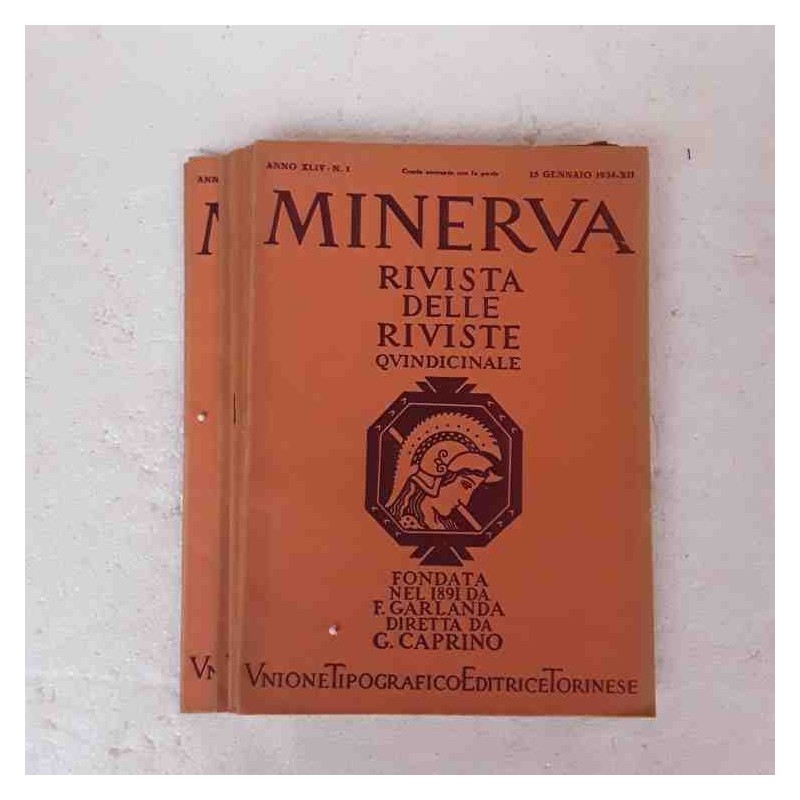 ANNO XLIV - N. 1
15 GENNAIO 1934-XII
ANN
MINERVA
RIVISTA
DELLE
RIVISTE
QVINDICINALE
FONDATA
NEL 1891 DA
F. GARLANDA
DIRETTA DA
G. CAPRINO
VNIONE TIPOGRAFICO EDITRICE TORINESE